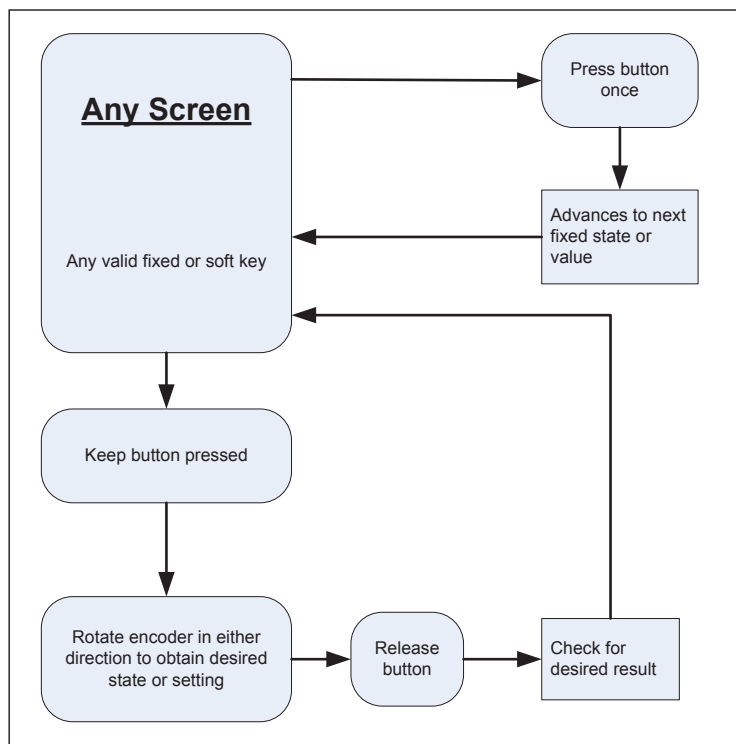 Any Screen
Any valid fixed or soft key
Press button
once
Advances to next
fixed state or
value
Keep button pressed
Rotate encoder in either
direction to obtain desired
state or setting
Release
button
Check for
desired result